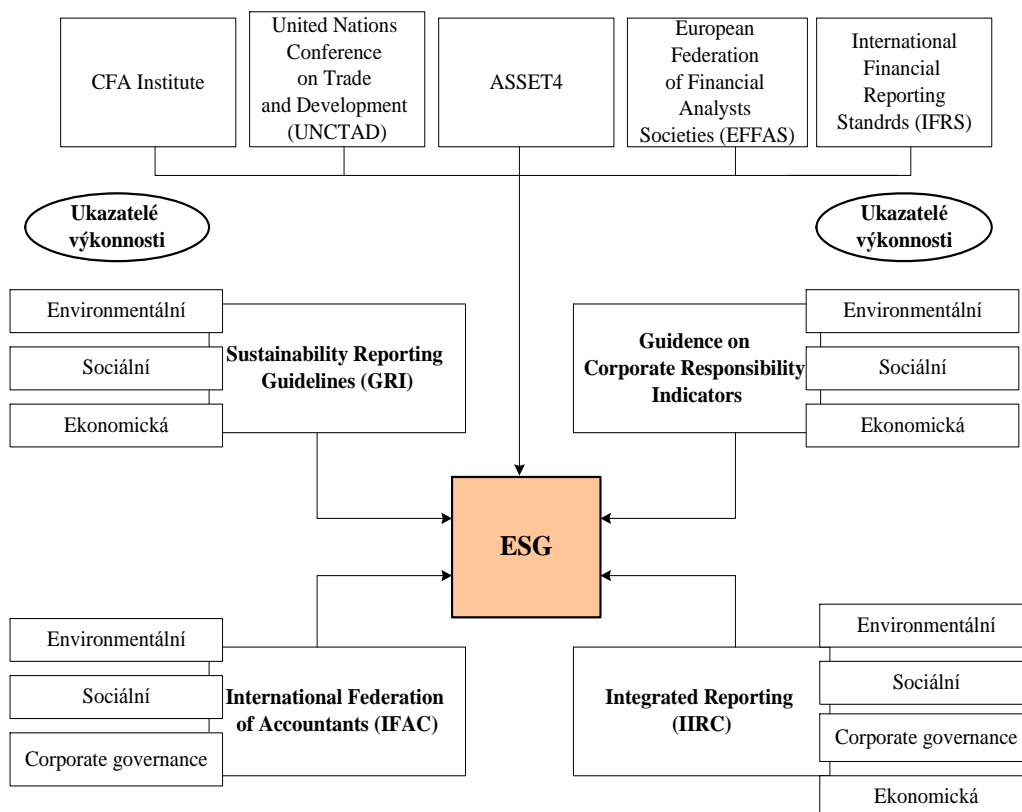 CFA Institute
United Nations
Conference
on Trade
and Development
(UNCTAD)
ASSET4
European
Federation
of Financial
Analysts
Societies (EFFAS)
International
Financial
Reporting
Standrds (IFRS)
Ukazatelé
výkonnosti
Ukazatelé
výkonnosti
Environmentální
Sociální
Ekonomická
Sustainability Reporting
Guidelines (GRI)
Guidence on
Corporate Responsibility
Indicators
Environmentální
Sociální
Ekonomická
ESG
Environmentální
Sociální
Corporate governance
International Federation
of Accountants (IFAC)
Integrated Reporting
(IIRC)
Environmentální
Sociální
Corporate governance
Ekonomická